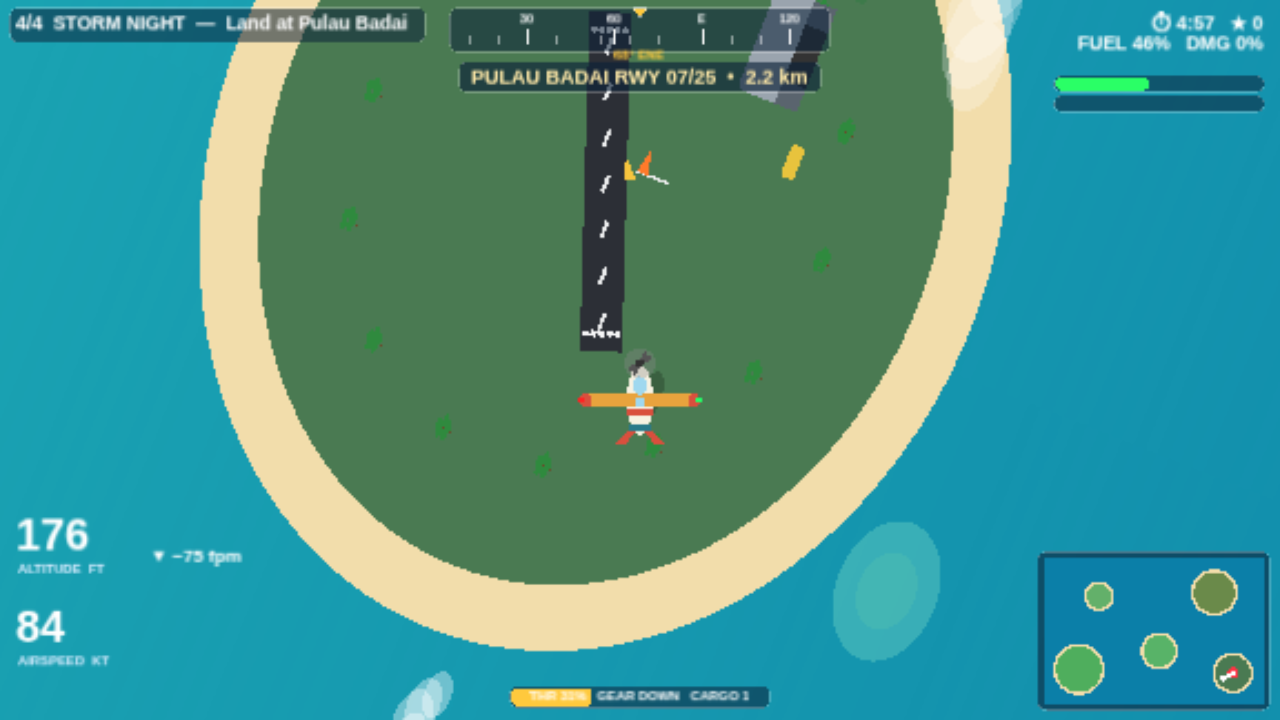 4/4 STORM NIGHT — Land at Pulau Badai
30 60 E 120
68° ENE
PULAU BADAI RWY 07/25 • 2.2 km
4:57 ★ 0
FUEL 46% DMG 0%
176
ALTITUDE FT
▼ −75 fpm
84
AIRSPEED KT
GEAR DOWN CARGO 1